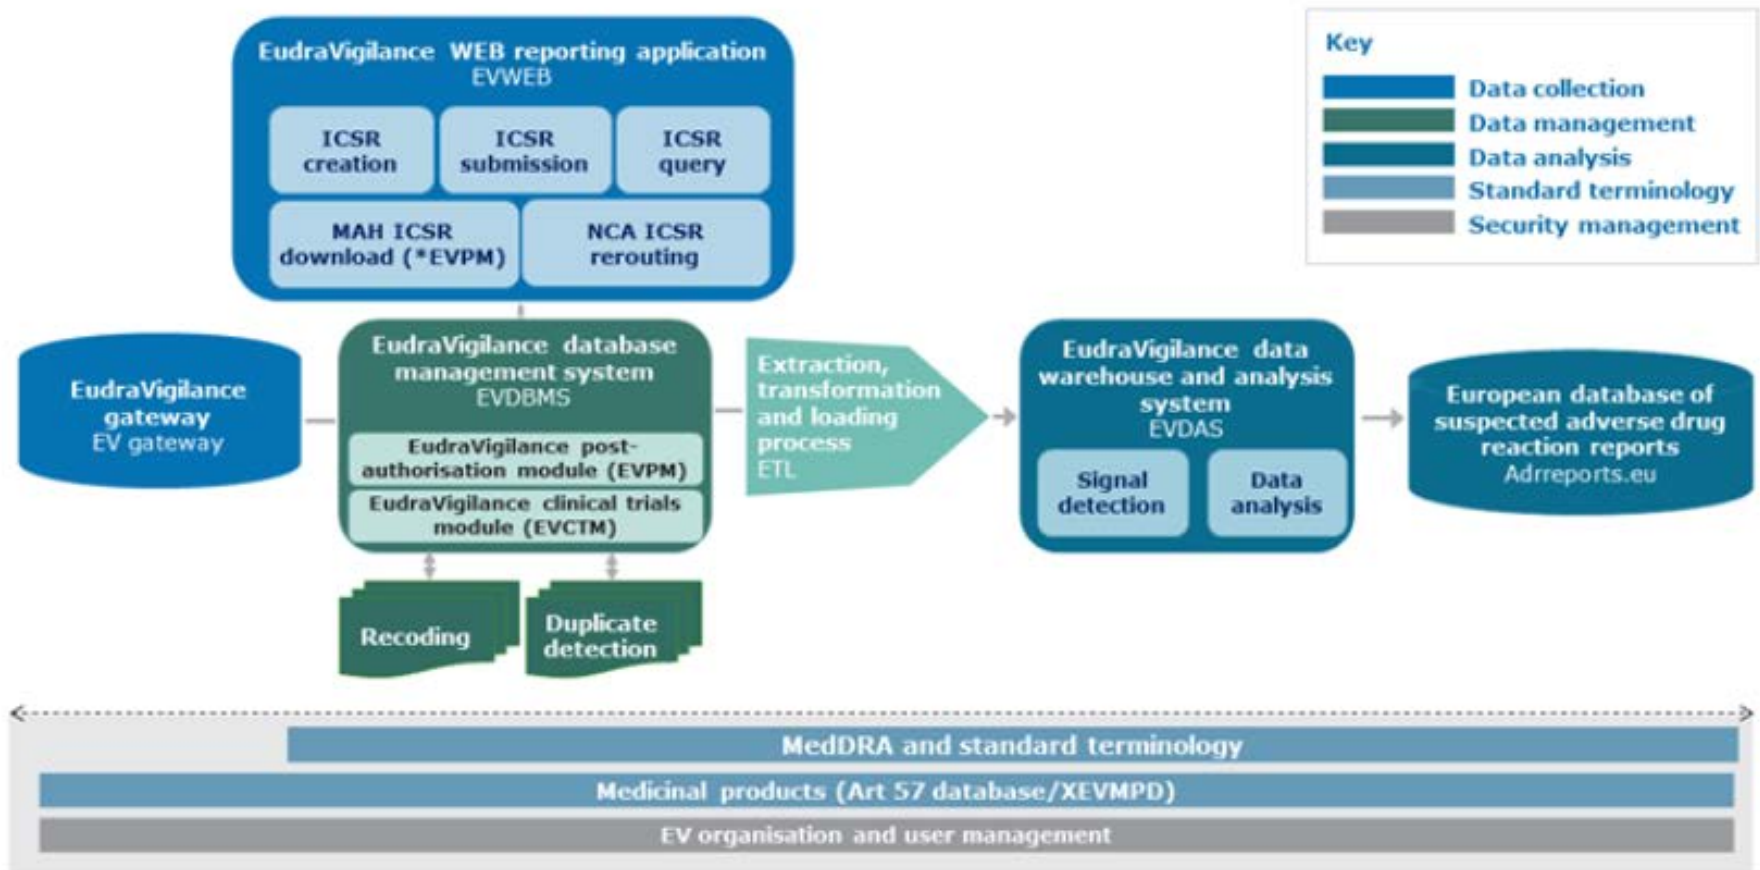 EudraVigilance WEB reporting application
EVWEB
ICSR
creation
ICSR
submission
ICSR
query
MAH ICSR
download (*EVPM)
NCA ICSR
rerouting
Key
Data collection
Data management
Data analysis
Standard terminology
Security management
EudraVigilance
gateway
EV gateway
EudraVigilance database
management system
EVDBMS
EudraVigilance post-
authorisation module (EVPM)
EudraVigilance clinical trials
module (EVCTM)
Extraction,
transformation
and loading
process
ETL
EudraVigilance data
warehouse and analysis
system
EVDAS
Signal
detection
Data
analysis
European database of
suspected adverse drug
reaction reports
Adrreports.eu
Recoding
Duplicate
detection
MedDRA and standard terminology
Medicinal products (Art 57 database/XEVMPD)
EV organisation and user management